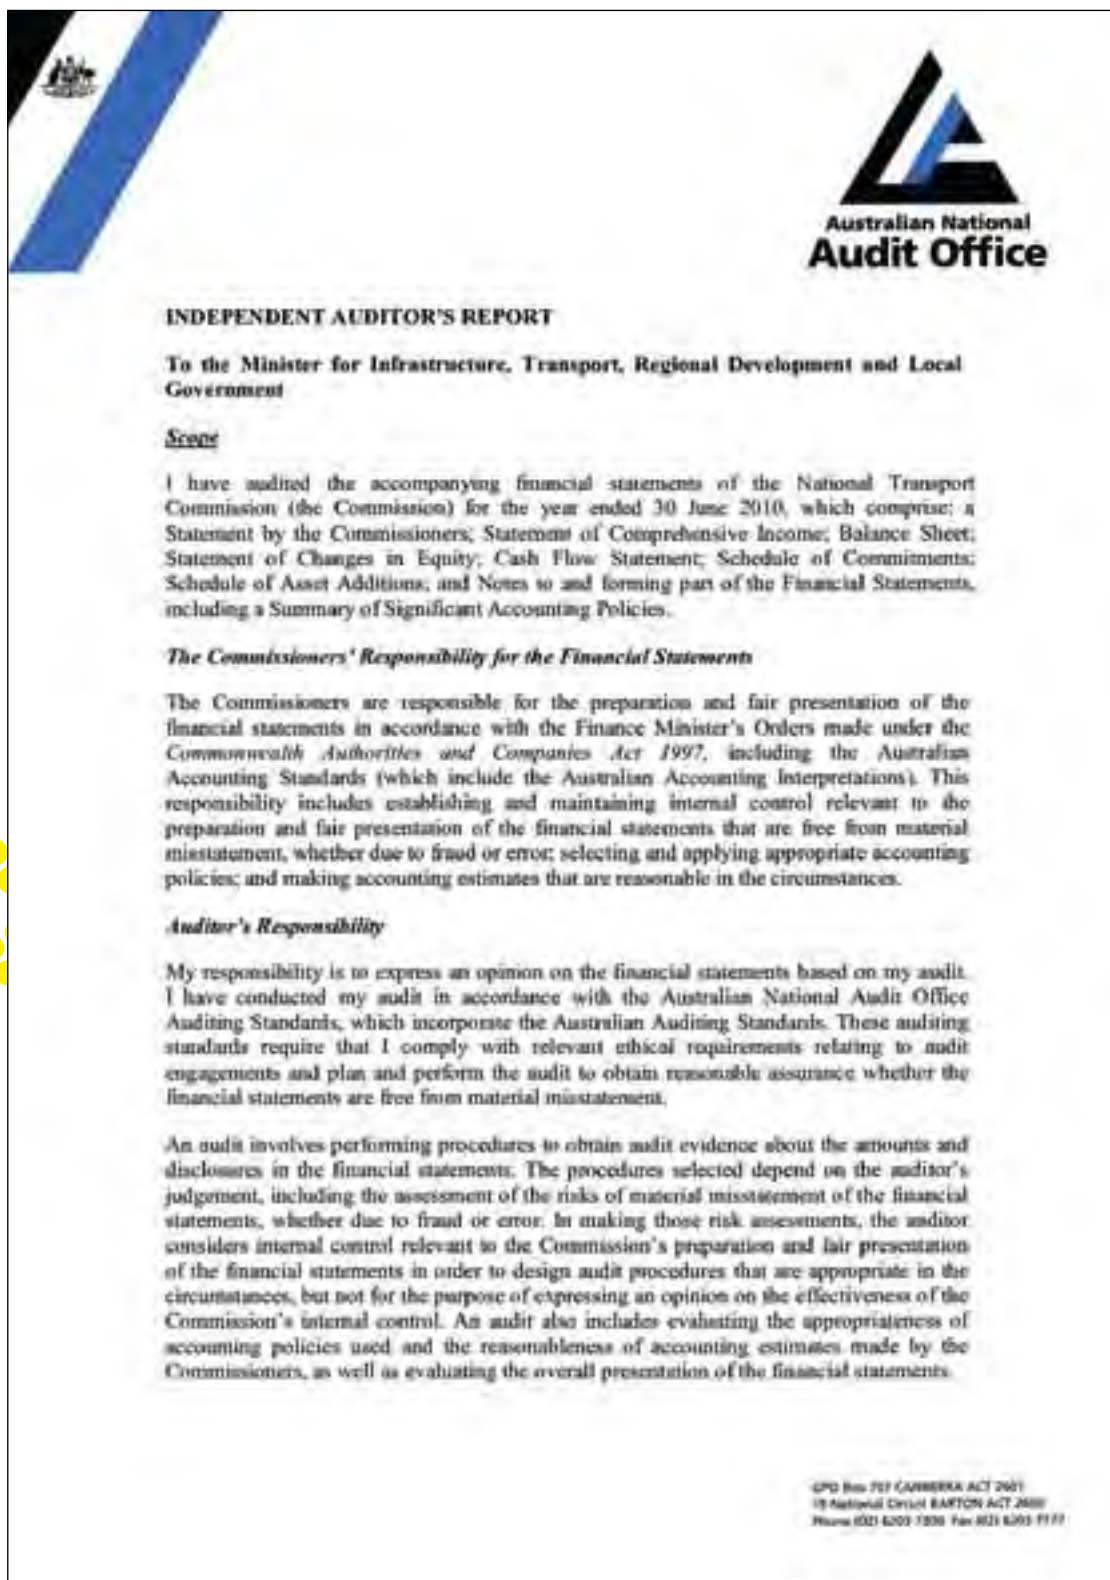 Australian National
Audit Office
INDEPENDENT AUDITOR'S REPORT
To the Minister for Infrastructure, Transport, Regional Development and Local
Government
Scope
I have audited the accompanying financial statements of the National Transport
Commission (the Commission) for the year ended 30 June 2010, which comprise: a
Statement by the Commissioners; Statement of Comprehensive Income; Balance Sheet;
Statement of Changes in Equity; Cash Flow Statement; Schedule of Commitments;
Schedule of Asset Additions; and Notes to and forming part of the Financial Statements,
including a Summary of Significant Accounting Policies.
The Commissioners' Responsibility for the Financial Statements
The Commissioners are responsible for the preparation and fair presentation of the
financial statements in accordance with the Finance Minister's Orders made under the
Commonwealth Authorities and Companies Act 1997, including the Australian
Accounting Standards (which include the Australian Accounting Interpretations). This
responsibility includes establishing and maintaining internal control relevant to the
preparation and fair presentation of the financial statements that are free from material
misstatement, whether due to fraud or error; selecting and applying appropriate accounting
policies; and making accounting estimates that are reasonable in the circumstances.
Auditor's Responsibility
My responsibility is to express an opinion on the financial statements based on my audit.
I have conducted my audit in accordance with the Australian National Audit Office
Auditing Standards, which incorporate the Australian Auditing Standards. These auditing
standards require that I comply with relevant ethical requirements relating to audit
engagements and plan and perform the audit to obtain reasonable assurance whether the
financial statements are free from material misstatement.
An audit involves performing procedures to obtain audit evidence about the amounts and
disclosures in the financial statements. The procedures selected depend on the auditor's
judgement, including the assessment of the risks of material misstatement of the financial
statements, whether due to fraud or error. In making those risk assessments, the auditor
considers internal control relevant to the Commission's preparation and fair presentation
of the financial statements in order to design audit procedures that are appropriate in the
circumstances, but not for the purpose of expressing an opinion on the effectiveness of the
Commission's internal control. An audit also includes evaluating the appropriateness of
accounting policies used and the reasonableness of accounting estimates made by the
Commissioners, as well as evaluating the overall presentation of the financial statements.
GPO Box 707 CANBERRA ACT 2601
19 National Circuit BARTON ACT 2600
Phone (02) 6203 Fax (02) 6203 7777